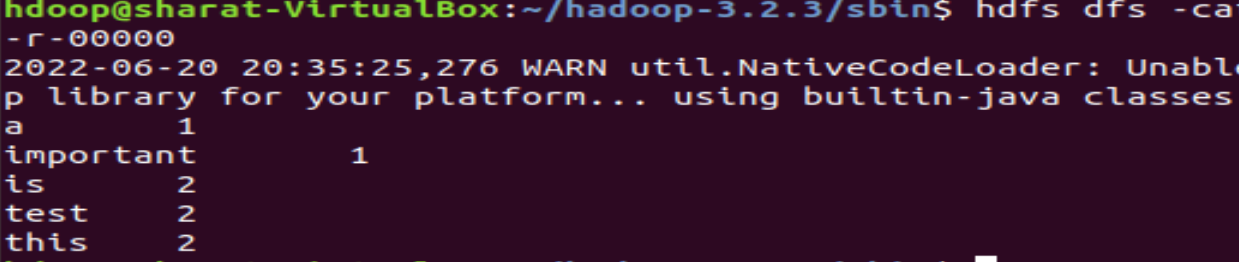 hdoop@sharat-VirtualBox:~/hadoop-3.2.3/sbin$ hdfs dfs -ca
-r-00000
2022-06-20 20:35:25,276 WARN util.NativeCodeLoader: Unabl
p library for your platform... using builtin-java classes
a 1
important 1
is 2
test 2
this 2